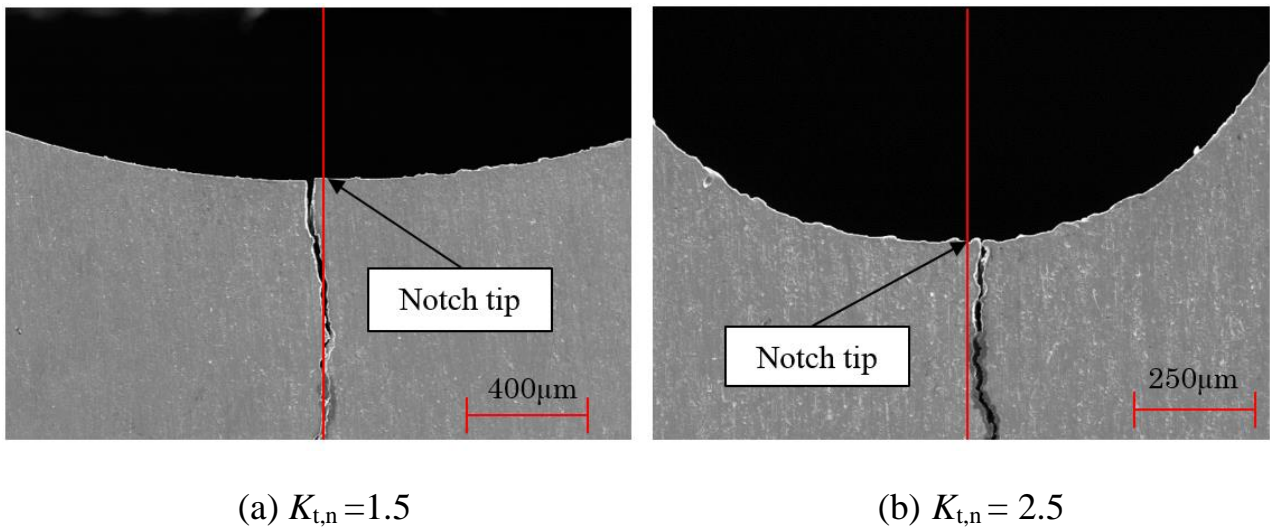 Notch tip
400µm
Notch tip
250µm
(a) Kt,n =1.5
(b) Kt,n = 2.5